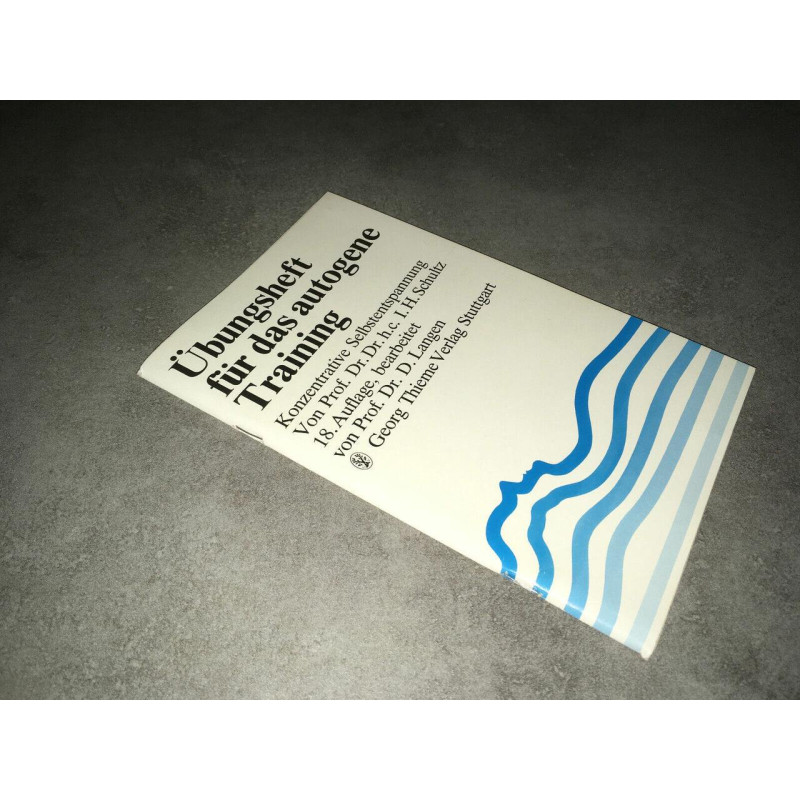 Übungsheft
für das autogene
Training
Konzentrative Selbstentspannung
Von Prof. Dr. Dr. h.c. I. H. Schultz
18. Auflage, bearbeitet
von Prof. Dr. D. Langen
Georg Thieme Verlag Stuttgart